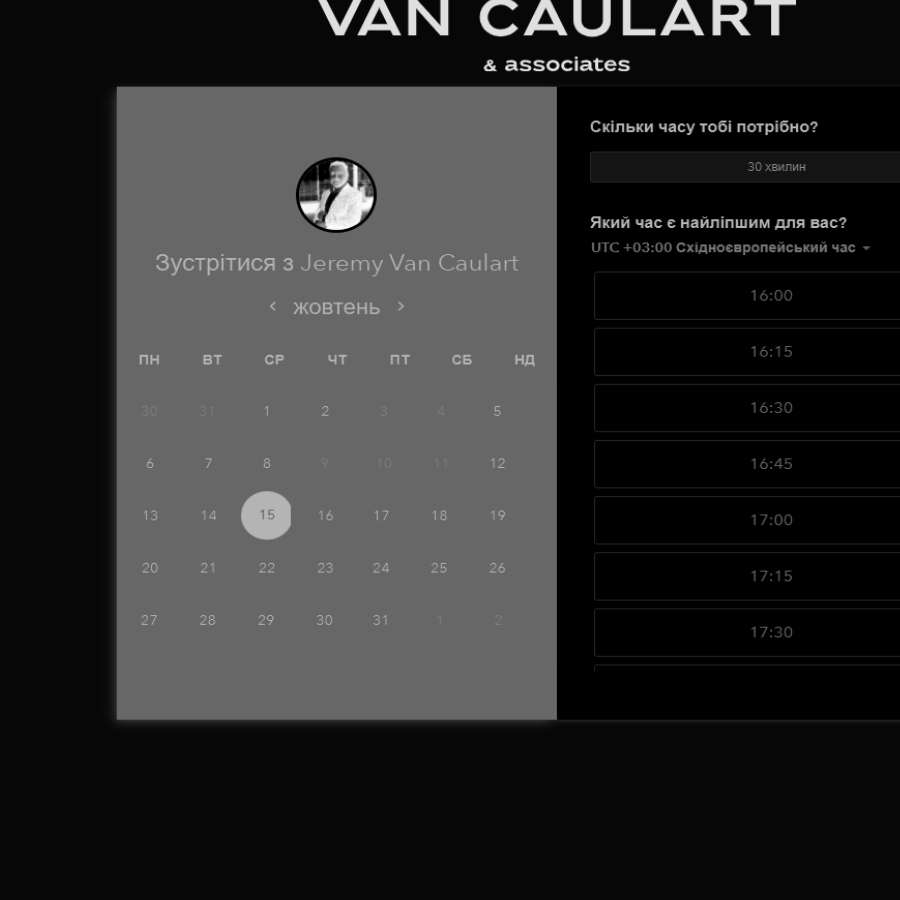 VAN CAULART
& associates
Зустрітися з Jeremy Van Caulart
жовтень
ПН ВТ СР ЧТ ПТ СБ НД
30 31 1 2 3 4 5
6 7 8 9 10 11 12
13 14 15 16 17 18 19
20 21 22 23 24 25 26
27 28 29 30 31 1 2
Скільки часу тобі потрібно?
30 хвилин
Який час є найліпшим для вас?
UTC +03:00 Східноєвропейський час
16:00
16:15
16:30
16:45
17:00
17:15
17:30